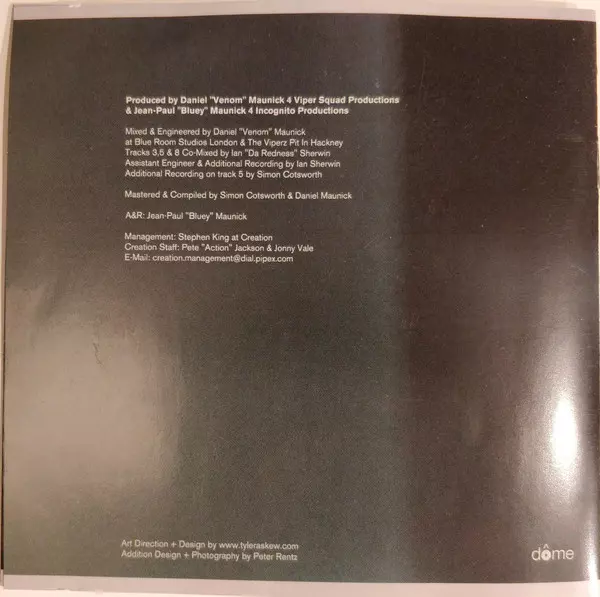 Produced by Daniel "Venom" Maunick 4 Viper Squad Productions
& Jean-Paul "Bluey" Maunick 4 Incognito Productions
Mixed & Engineered by Daniel "Venom" Maunick
at Blue Room Studios London & The Viperz Pit In Hackney
Tracks 3,5 & 8 Co-Mixed by Ian "Da Redness" Sherwin
Assistant Engineer & Additional Recording by Ian Sherwin
Additional Recording on track 5 by Simon Cotsworth
Mastered & Compiled by Simon Cotsworth & Daniel Maunick
A&R: Jean-Paul "Bluey" Maunick
Management: Stephen King at Creation
Creation Staff: Pete "Action" Jackson & Jonny Vale
E-Mail: creation.management@dial.pipex.com
Art Direction + Design by www.tyleraskew.com
Addition Design + Photography by Peter Rentz
dôme